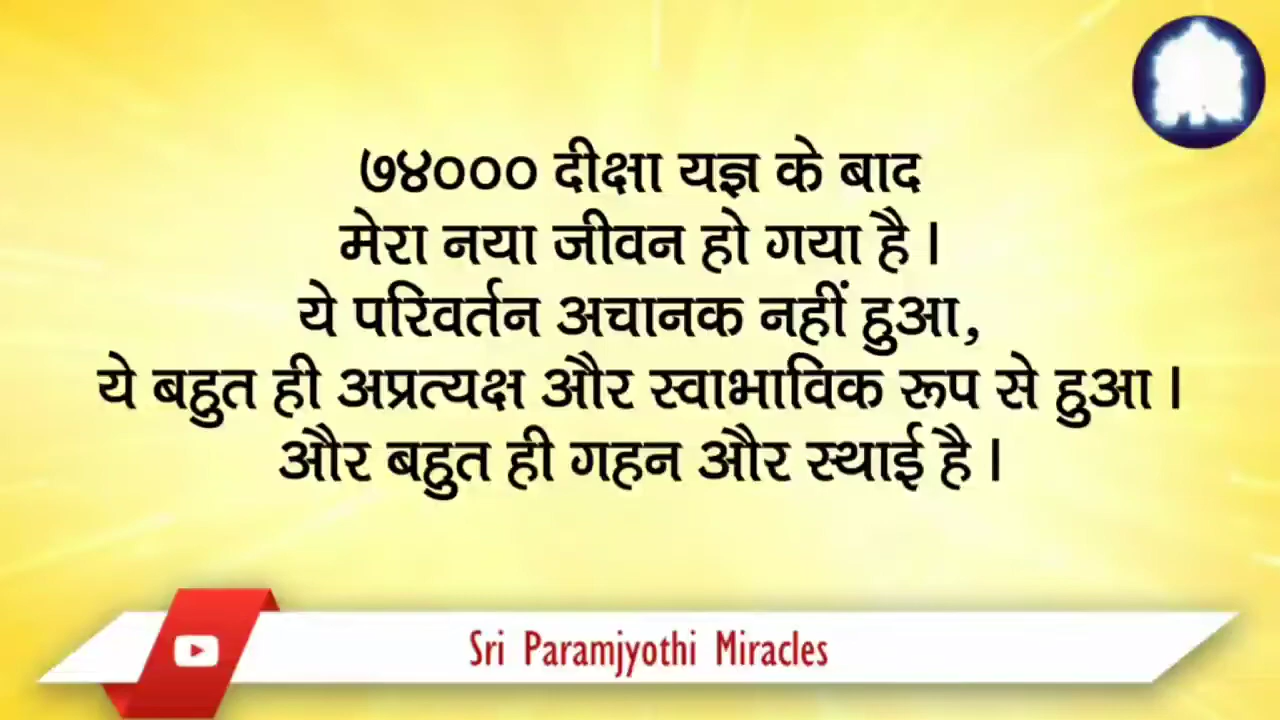 ७४००० दीक्षा यज्ञ के बाद
मेरा नया जीवन हो गया है ।
ये परिवर्तन अचानक नहीं हुआ,
ये बहुत ही अप्रत्यक्ष और स्वाभाविक रूप से हुआ ।
और बहुत ही गहन और स्थाई है ।
Sri Paramjyothi Miracles